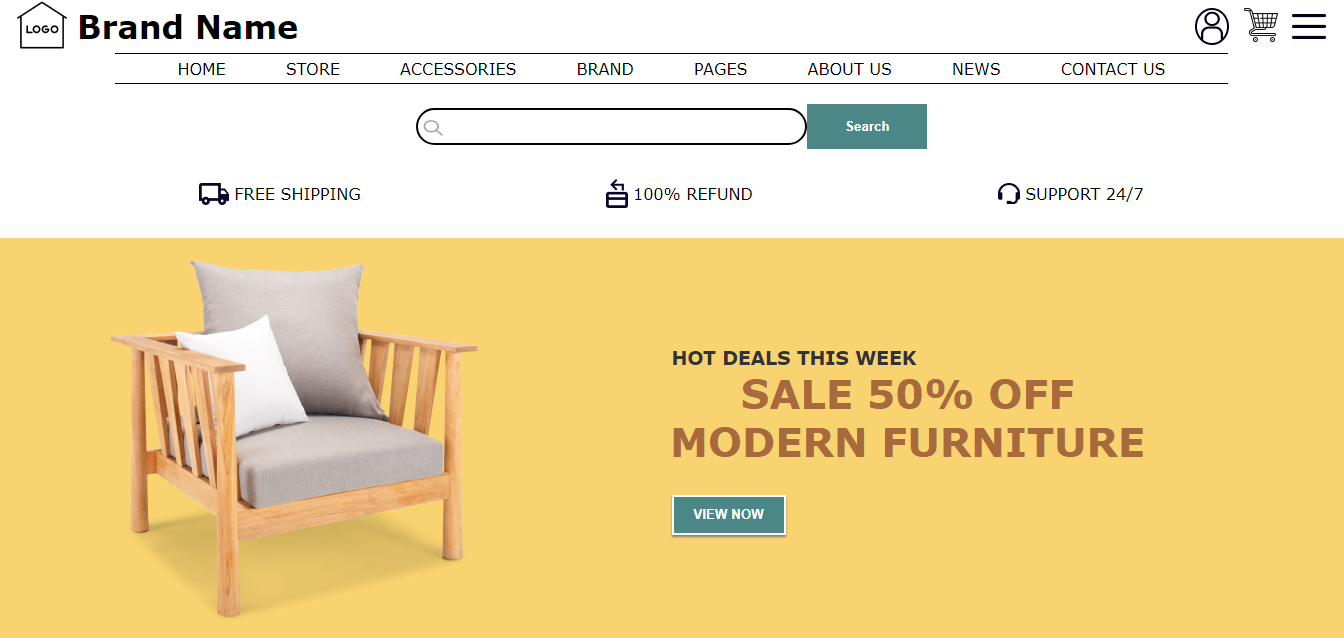 LOGO Brand Name
HOME STORE ACCESSORIES BRAND PAGES ABOUT US NEWS CONTACT US
Search
FREE SHIPPING 100% REFUND SUPPORT 24/7
HOT DEALS THIS WEEK
SALE 50% OFF
MODERN FURNITURE
VIEW NOW